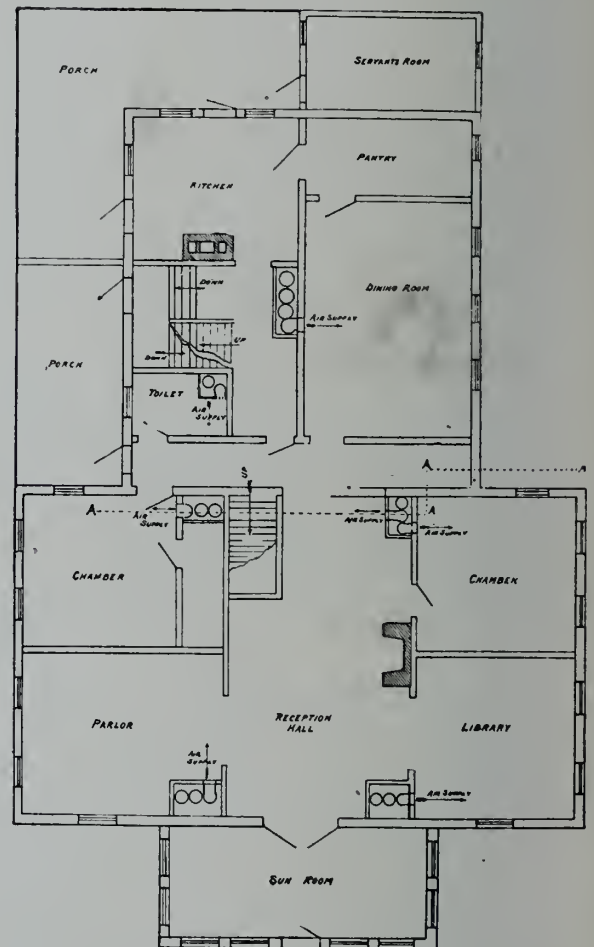 PORCH
SERVANTS ROOM
KITCHEN
PANTRY
DOWN
DINING ROOM
AIR SUPPLY
UP
DOWN
PORCH
TOILET
AIR
SUPPLY
S
A
A
A
AIR
SUPPLY
AIR SUPPLY
A
AIR
SUPPLY
CHAMBER
CHAMBER
PARLOR
RECEPTION
HALL
LIBRARY
AIR
SUPPLY
AIR SUPPLY
SUN ROOM